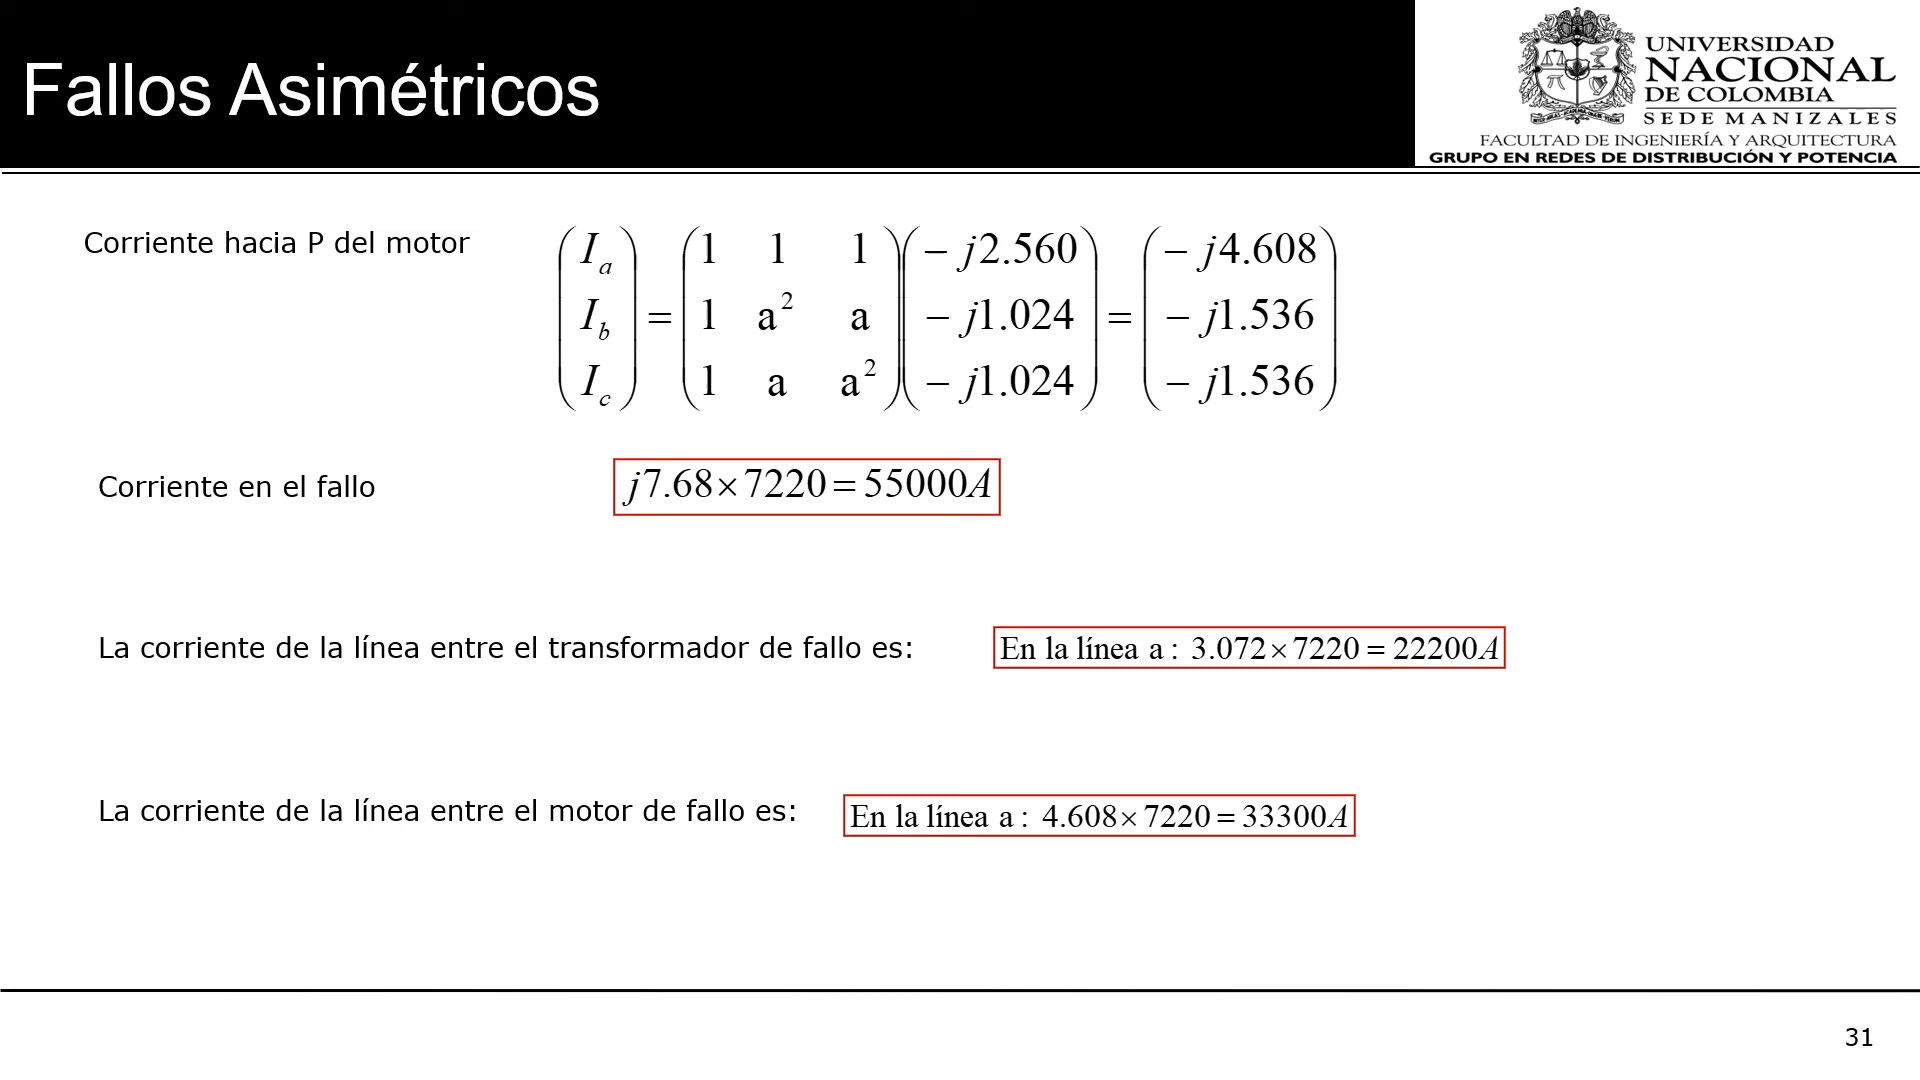 Fallos Asimétricos
UNIVERSIDAD
NACIONAL
DE COLOMBIA
SEDE MANIZALES
FACULTAD DE INGENIERÍA Y ARQUITECTURA
GRUPO EN REDES DE DISTRIBUCIÓN Y POTENCIA
Corriente hacia P del motor
(I_a I_b I_c) = (1 1 1; 1 a² a; 1 a a²)(− j2.560; − j1.024; − j1.024) = (− j4.608; − j1.536; − j1.536)
Corriente en el fallo
j7.68×7220 = 55000A
La corriente de la línea entre el transformador de fallo es:
En la línea a : 3.072×7220 = 22200A
La corriente de la línea entre el motor de fallo es:
En la línea a : 4.608×7220 = 33300A
31